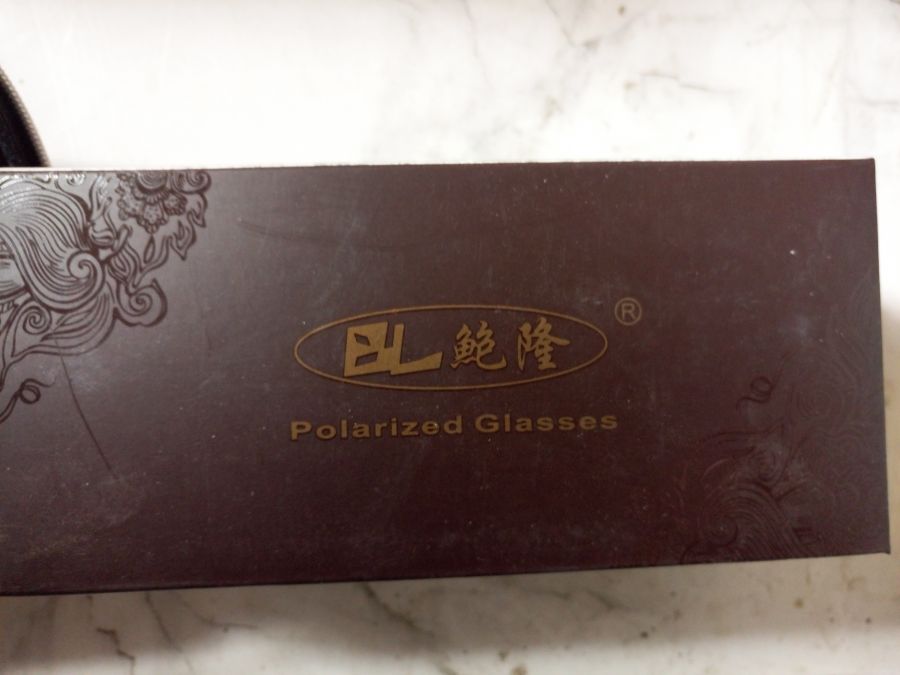 BL 鲍隆 ®
Polarized Glasses